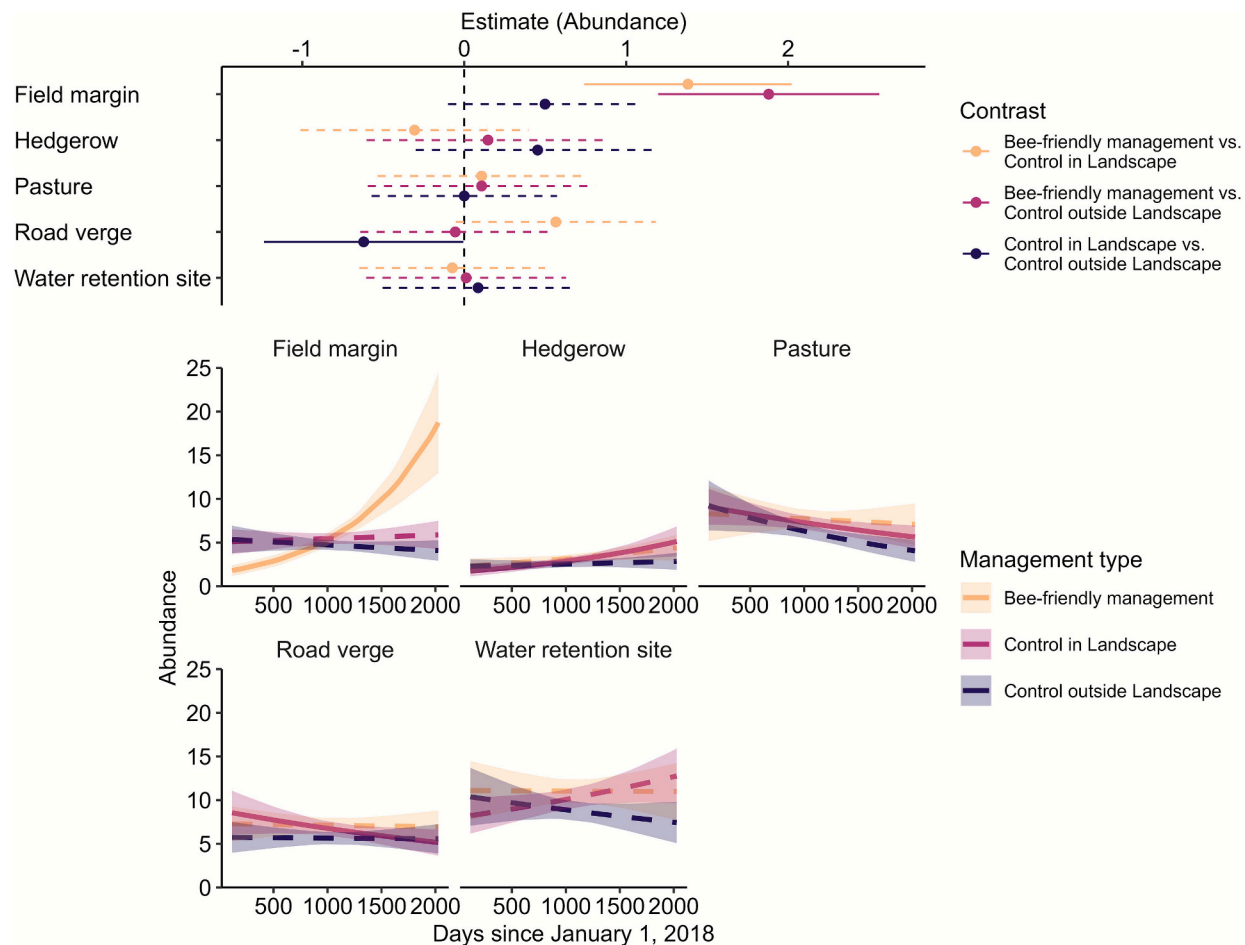 Estimate (Abundance)
-1 0 1 2
Field margin
Hedgerow
Pasture
Road verge
Water retention site
Contrast
Bee-friendly management vs.
Control in Landscape
Bee-friendly management vs.
Control outside Landscape
Control in Landscape vs.
Control outside Landscape
Field margin Hedgerow Pasture
25
20
15
10
5
0
500 1000 1500 2000 500 1000 1500 2000 500 1000 1500 2000
Abundance
Road verge Water retention site
25
20
15
10
5
0
500 1000 1500 2000 500 1000 1500 2000
Days since January 1, 2018
Management type
Bee-friendly management
Control in Landscape
Control outside Landscape